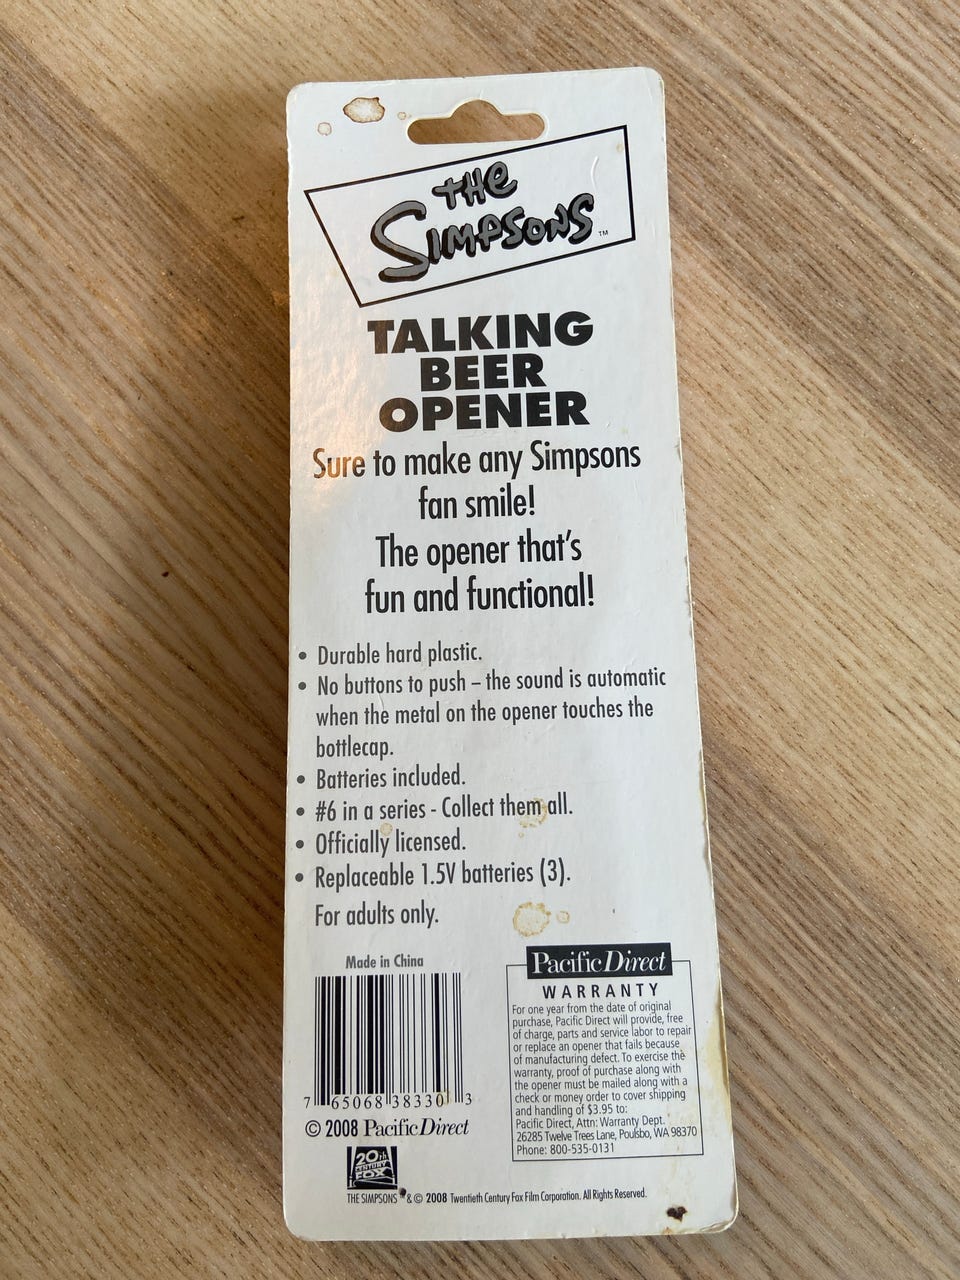 THE
SIMPSONS™
TALKING
BEER
OPENER
Sure to make any Simpsons
fan smile!
The opener that's
fun and functional!
• Durable hard plastic.
• No buttons to push – the sound is automatic
when the metal on the opener touches the
bottlecap.
• Batteries included.
• #6 in a series - Collect them all.
• Officially licensed.
• Replaceable 1.5V batteries (3).
For adults only.
Made in China
7 65068 38330 3
© 2008 Pacific Direct
20th
CENTURY
FOX
THE SIMPSONS ™ & © 2008 Twentieth Century Fox Film Corporation. All Rights Reserved.
Pacific Direct
WARRANTY
For one year from the date of original
purchase, Pacific Direct will provide, free
of charge, parts and service labor to repair
or replace an opener that fails because
of manufacturing defect. To exercise the
warranty, proof of purchase along with
the opener must be mailed along with a
check or money order to cover shipping
and handling of $3.95 to:
Pacific Direct, Attn: Warranty Dept.
26285 Twelve Trees Lane, Poulsbo, WA 98370
Phone: 800-535-0131